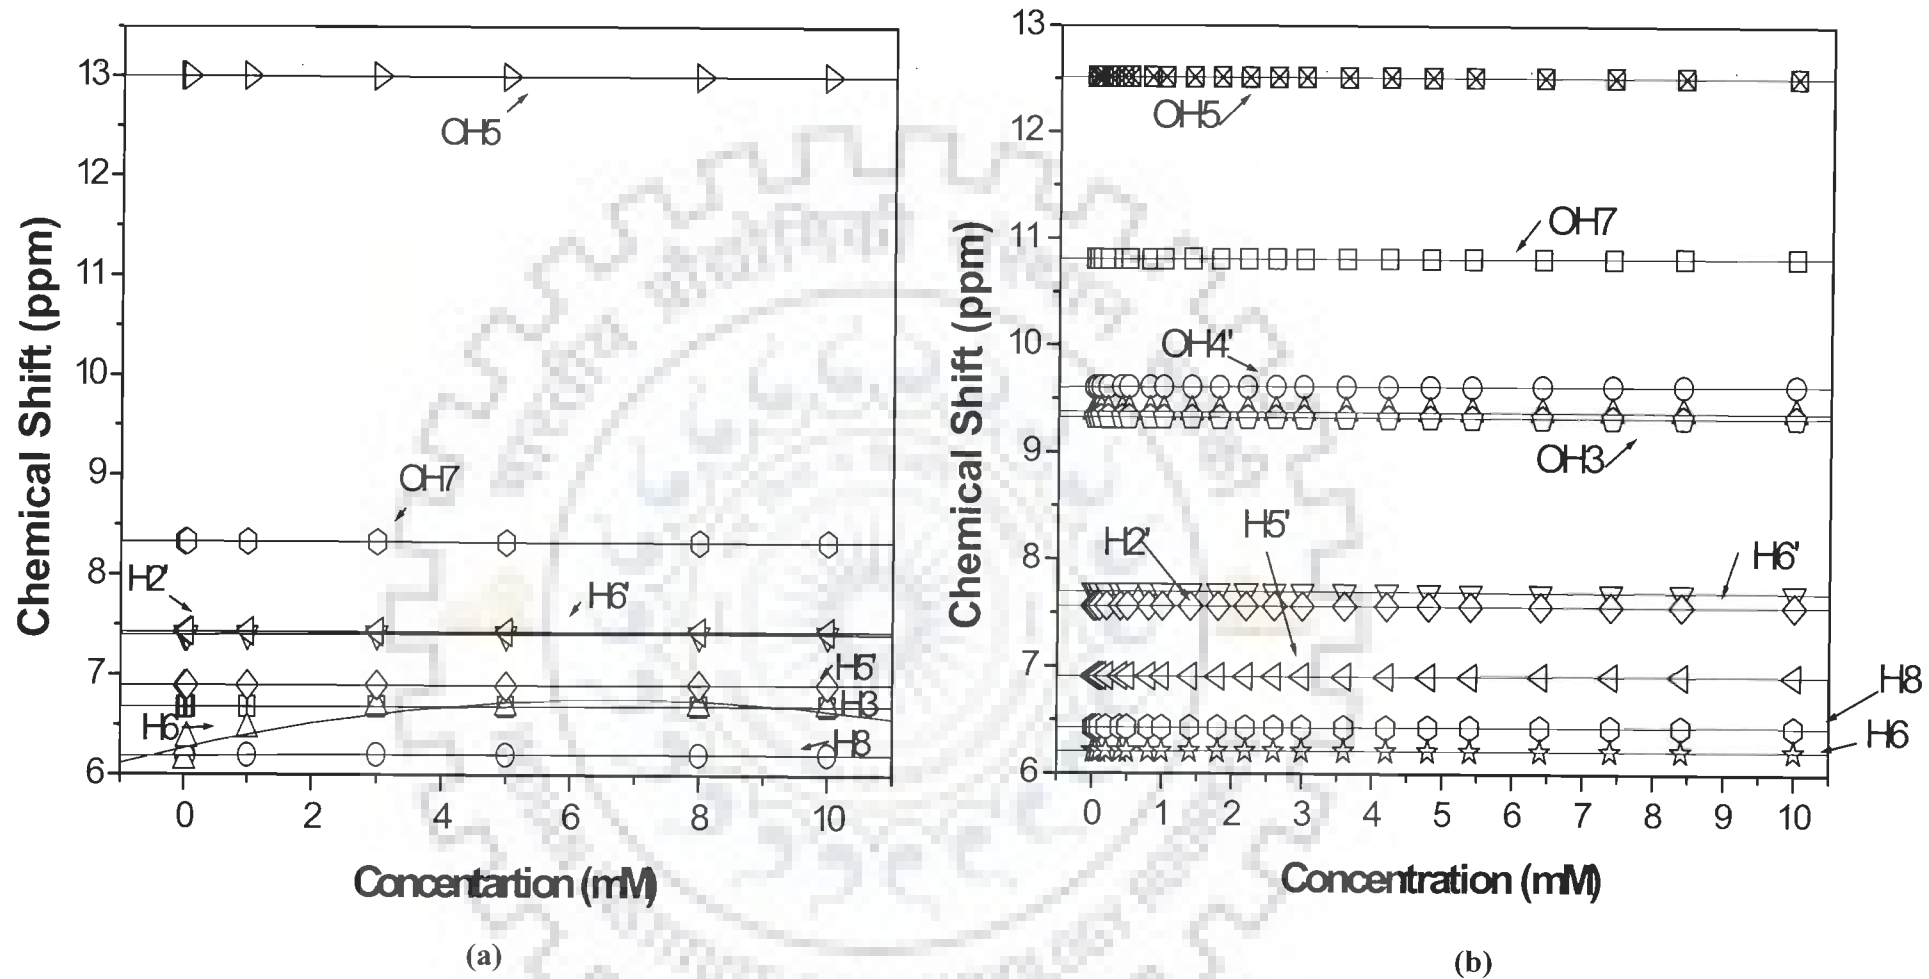 13
12
11
10
9
8
7
6
Chemical Shift (ppm)
OH5
OH7
H2'
H6'
H5'
H3
H6
H8
0 2 4 6 8 10
Concentartion (mM)
(a)
13
12
11
10
9
8
7
6
Chemical Shift (ppm)
OH5
OH7
OH4'
OH3
H5'
H2'
H6'
H8
H6
0 1 2 3 4 5 6 7 8 9 10
Concentration (mM)
(b)